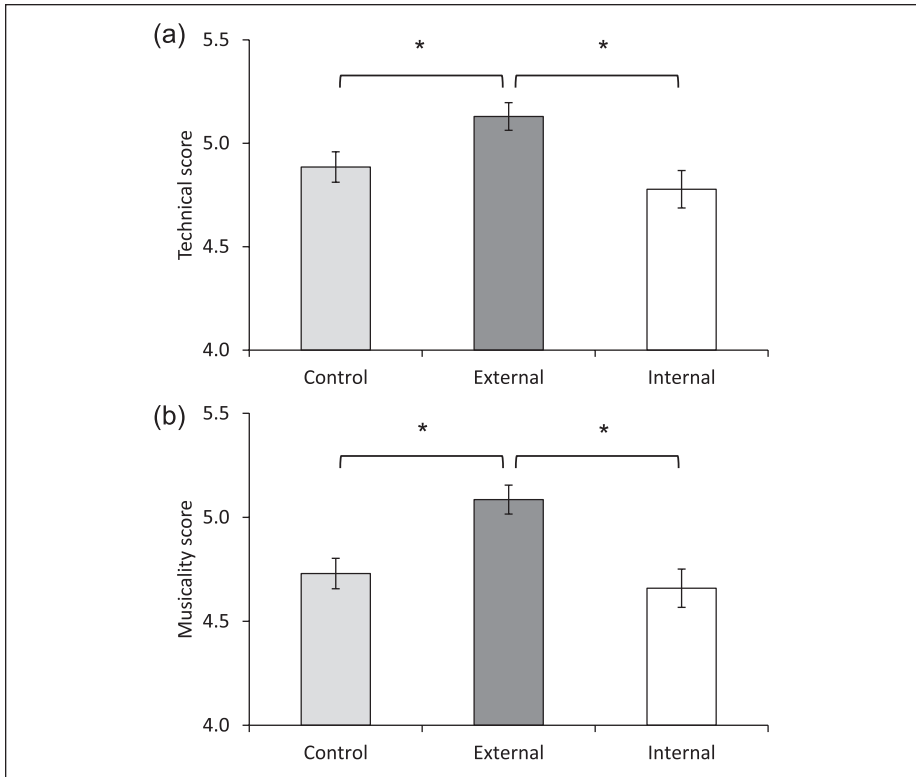 (a)
5.5
5.0
4.5
4.0
Technical score
* *
Control External Internal
(b)
5.5
5.0
4.5
4.0
Musicality score
* *
Control External Internal